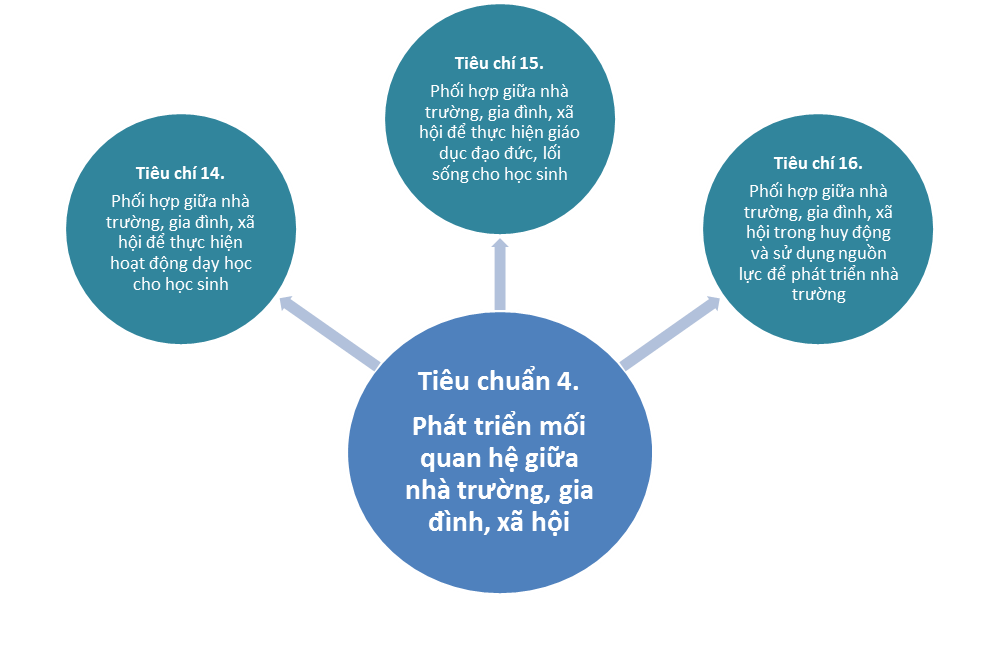 Tiêu chí 15.
Phối hợp giữa nhà
trường, gia đình, xã
hội để thực hiện giáo
dục đạo đức, lối
sống cho học sinh
Tiêu chí 14.
Phối hợp giữa nhà
trường, gia đình, xã
hội để thực hiện
hoạt động dạy học
cho học sinh
Tiêu chí 16.
Phối hợp giữa nhà
trường, gia đình, xã
hội trong huy động
và sử dụng nguồn
lực để phát triển nhà
trường
Tiêu chuẩn 4.
Phát triển mối
quan hệ giữa
nhà trường, gia
đình, xã hội